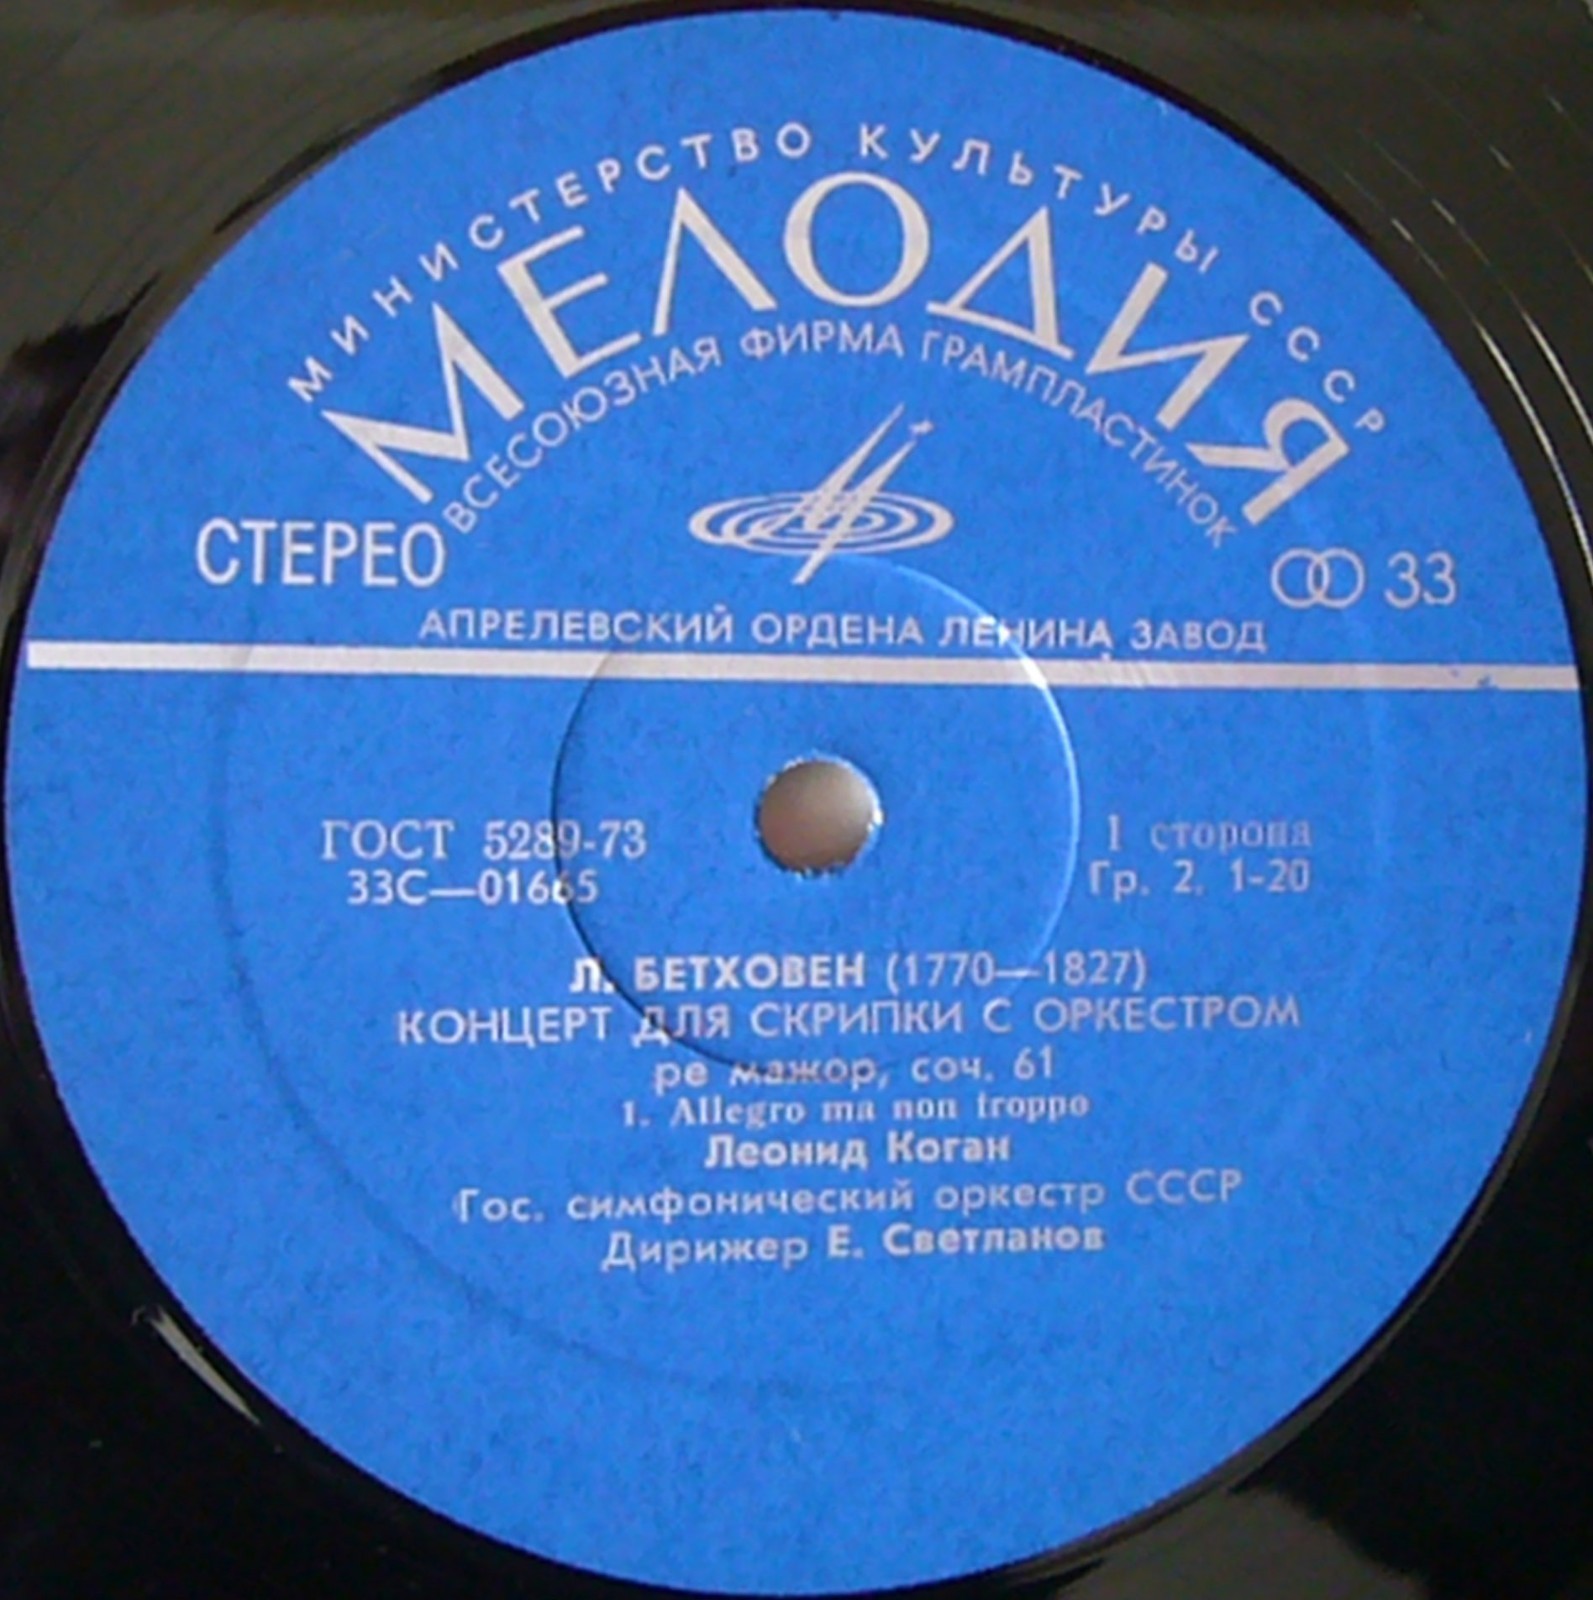 МИНИСТЕРСТВО КУЛЬТУРЫ СССР
МЕЛОДИЯ
ВСЕСОЮЗНАЯ ФИРМА ГРАМПЛАСТИНОК
СТЕРЕО
33
АПРЕЛЕВСКИЙ ОРДЕНА ЛЕНИНА ЗАВОД
ГОСТ 5289-73
33С—01665
1 сторона
Гр. 2. 1-20
Л. БЕТХОВЕН (1770—1827)
КОНЦЕРТ ДЛЯ СКРИПКИ С ОРКЕСТРОМ
ре мажор, соч. 61
1. Allegro ma non troppo
Леонид Коган
Гос. симфонический оркестр СССР
Дирижер Е. Светланов